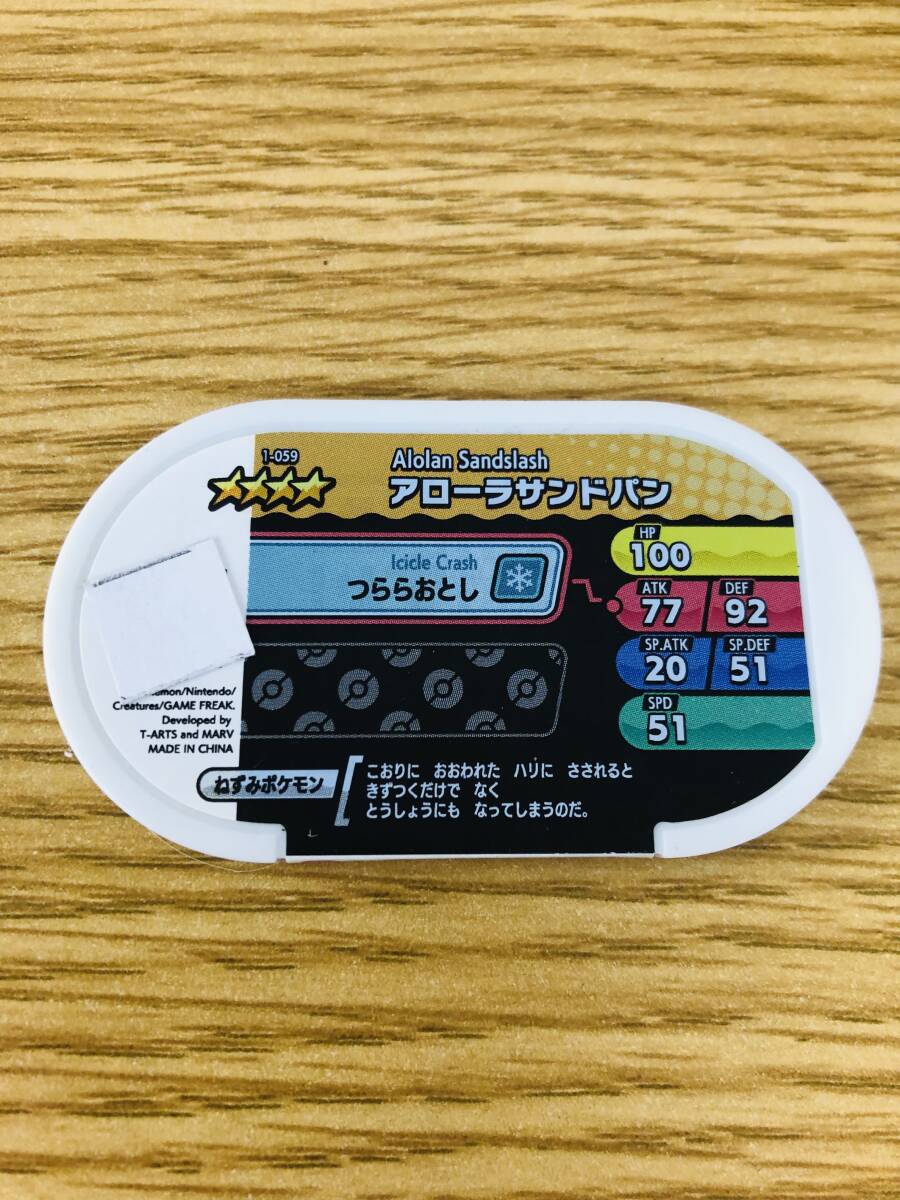 1-059
Alolan Sandslash
アローラサンドパン
Icicle Crash
つららおとし
HP
100
ATK
77
DEF
92
SP.ATK
20
SP.DEF
51
SPD
51
Creatures/GAME FREAK.
Developed by
T-ARTS and MARV
MADE IN CHINA
ねずみポケモン
こおりに おおわれた ハリに さされると
きずつくだけで なく
とうしょうにも なってしまうのだ。